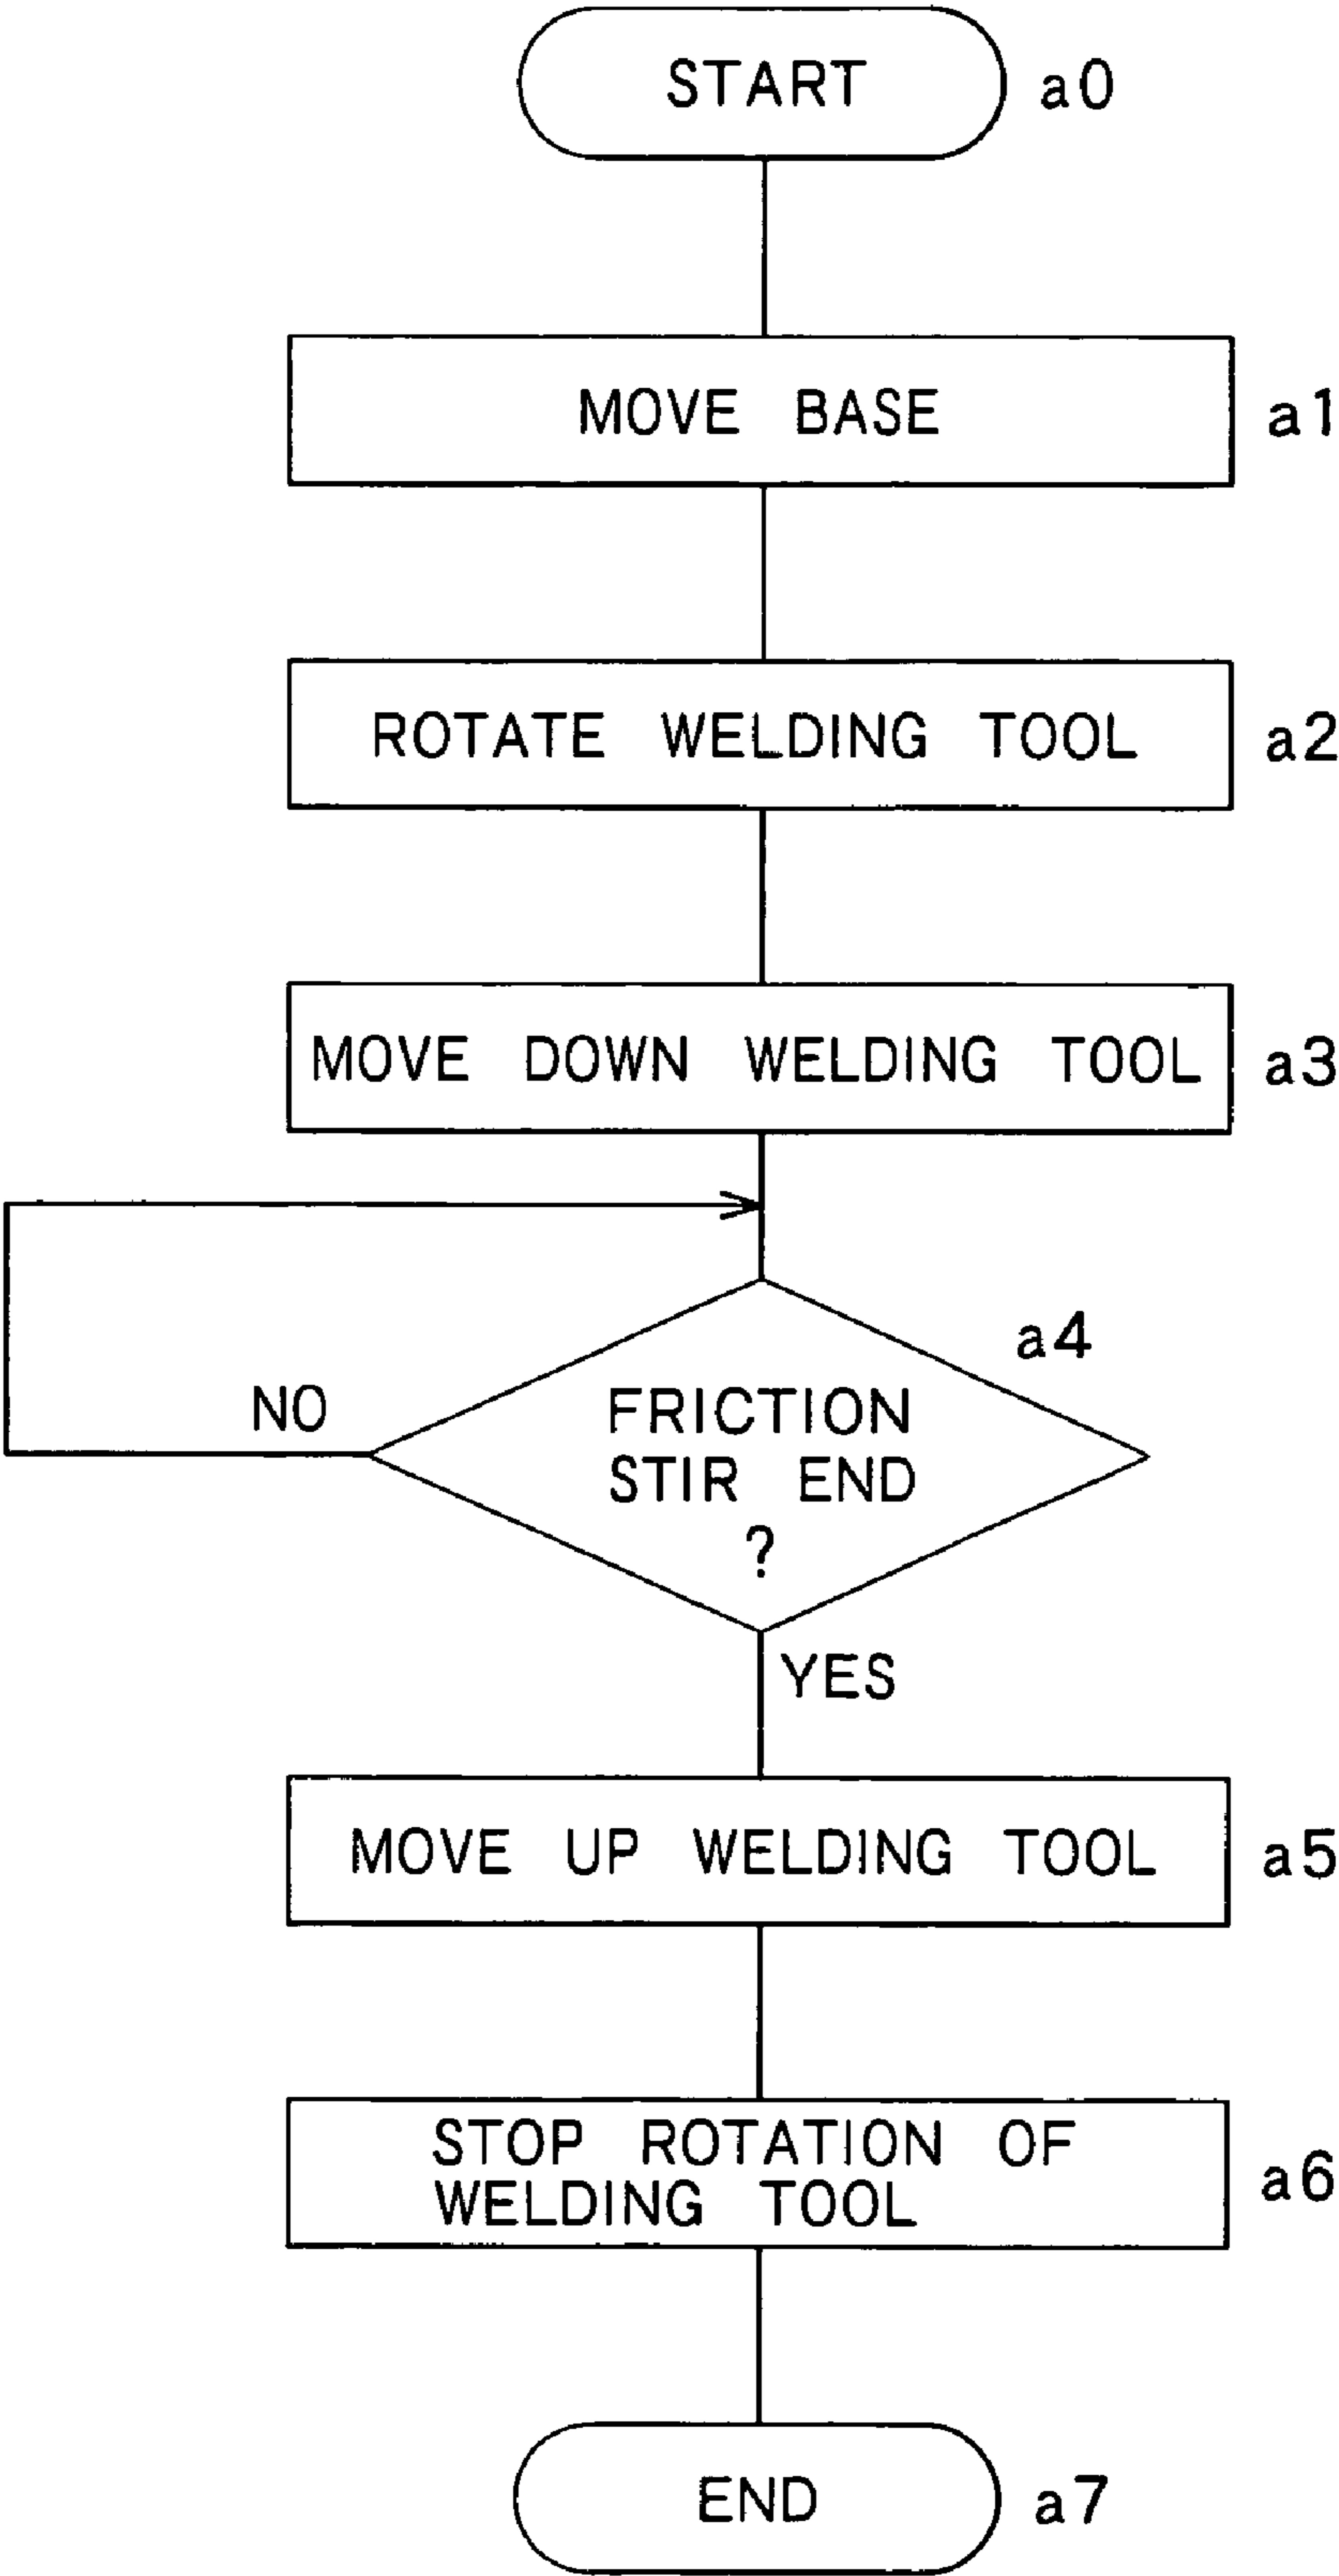 START a0
MOVE BASE a1
ROTATE WELDING TOOL a2
MOVE DOWN WELDING TOOL a3
a4
NO
FRICTION
STIR END
?
YES
MOVE UP WELDING TOOL a5
STOP ROTATION OF
WELDING TOOL
a6
END a7